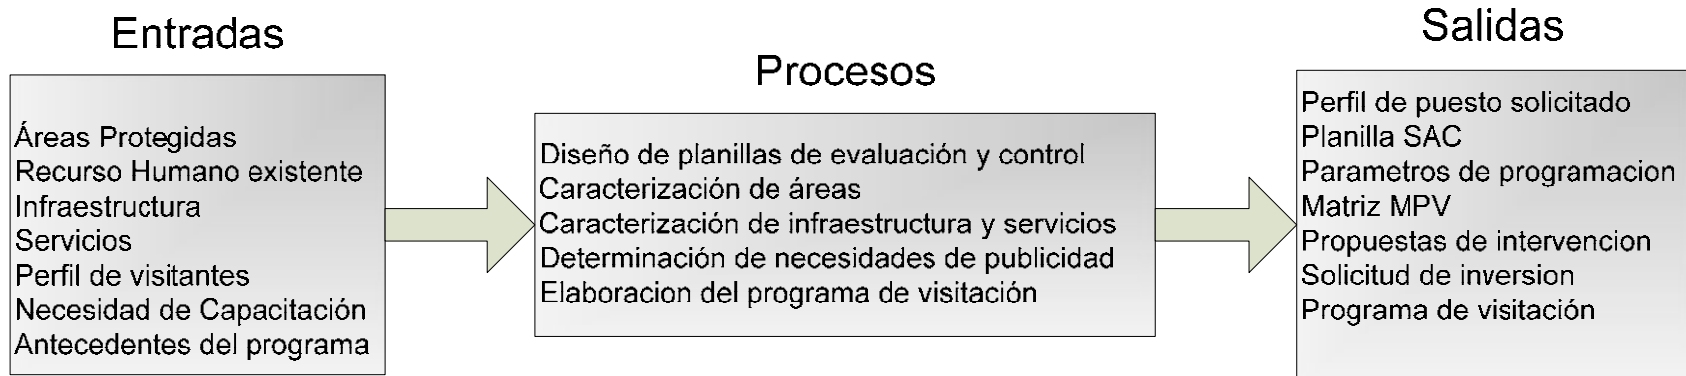 Entradas
Áreas Protegidas
Recurso Humano existente
Infraestructura
Servicios
Perfil de visitantes
Necesidad de Capacitación
Antecedentes del programa
Procesos
Diseño de planillas de evaluación y control
Caracterización de áreas
Caracterización de infraestructura y servicios
Determinación de necesidades de publicidad
Elaboracion del programa de visitación
Salidas
Perfil de puesto solicitado
Planilla SAC
Parametros de programacion
Matriz MPV
Propuestas de intervencion
Solicitud de inversion
Programa de visitación